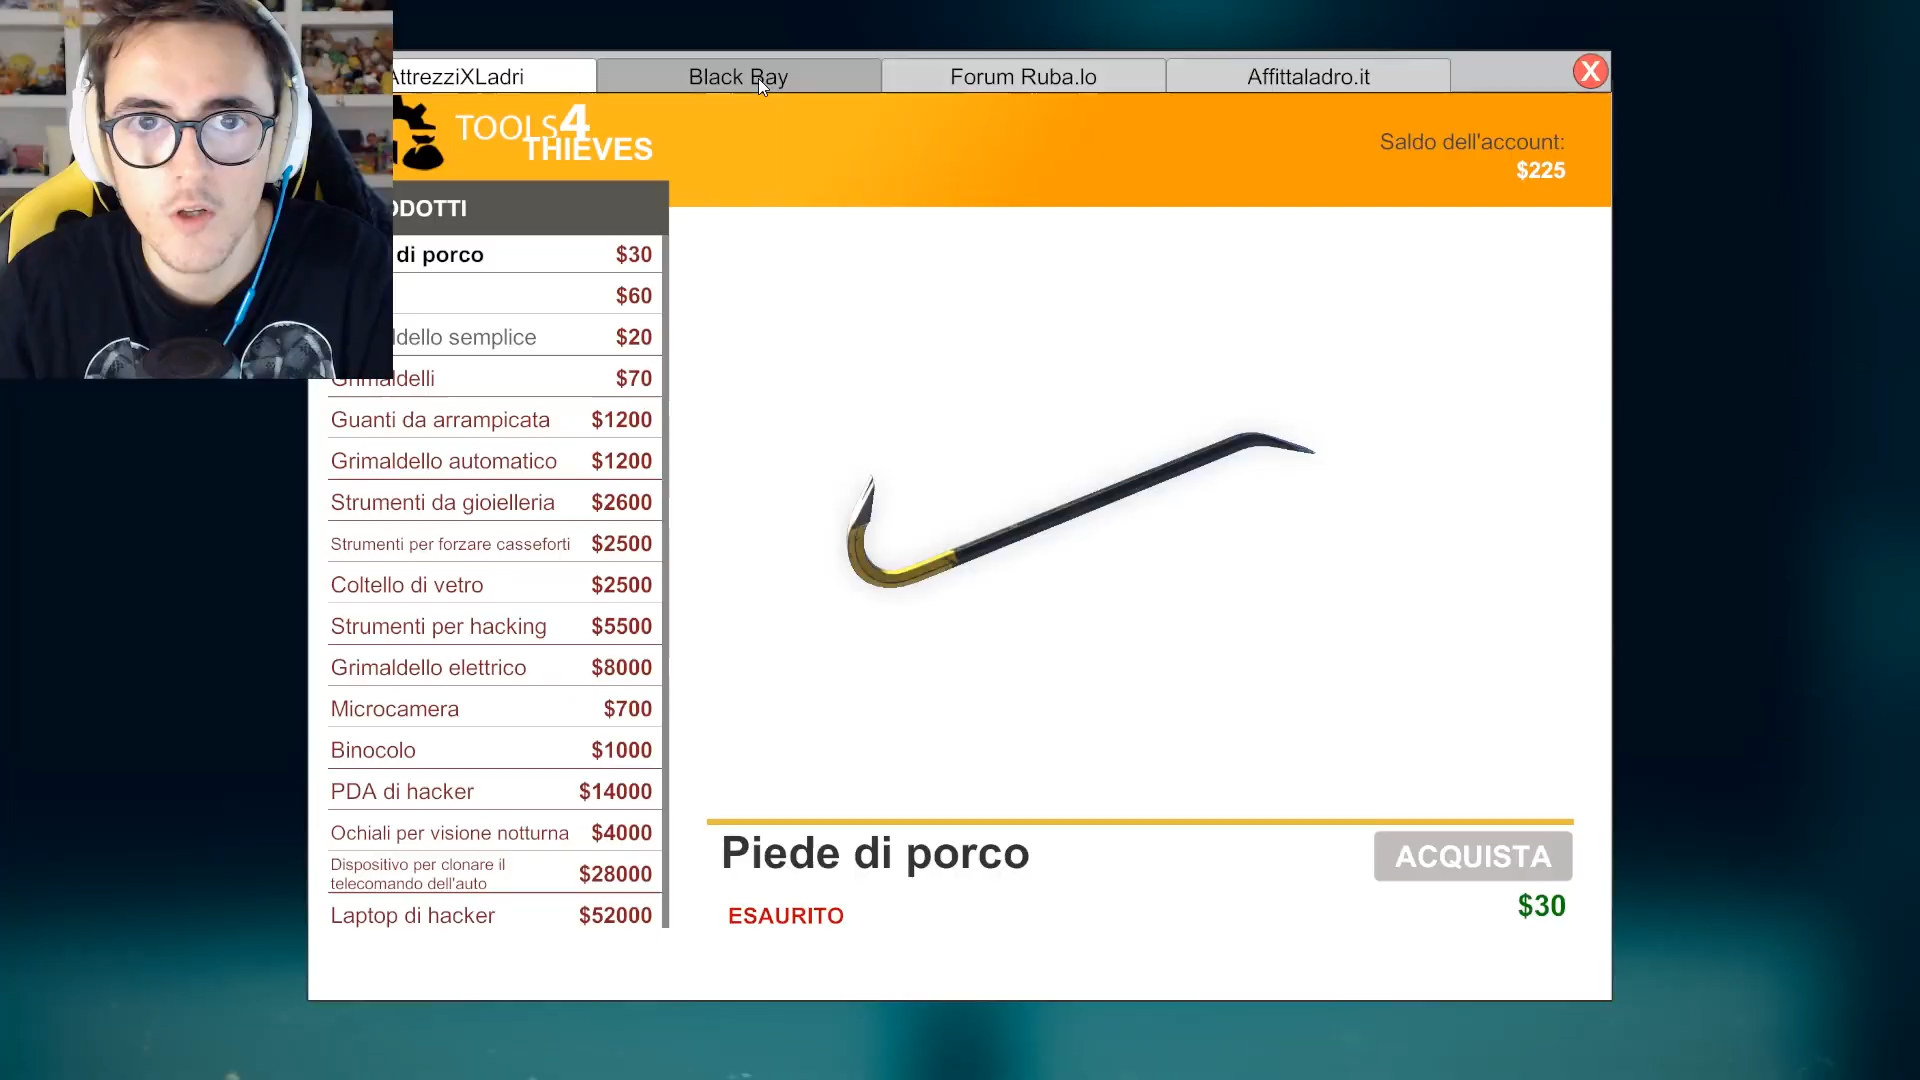 AttrezziXLadri
Black Bay
Forum Ruba.lo
Affittaladro.it
X
TOOLS4
THIEVES
Saldo dell'account:
$225
ODOTTI
di porco $30
$60
dello semplice $20
Grimaldelli $70
Guanti da arrampicata $1200
Grimaldello automatico $1200
Strumenti da gioielleria $2600
Strumenti per forzare casseforti $2500
Coltello di vetro $2500
Strumenti per hacking $5500
Grimaldello elettrico $8000
Microcamera $700
Binocolo $1000
PDA di hacker $14000
Ochiali per visione notturna $4000
Dispositivo per clonare il
telecomando dell'auto $28000
Laptop di hacker $52000
Piede di porco
ACQUISTA
ESAURITO
$30